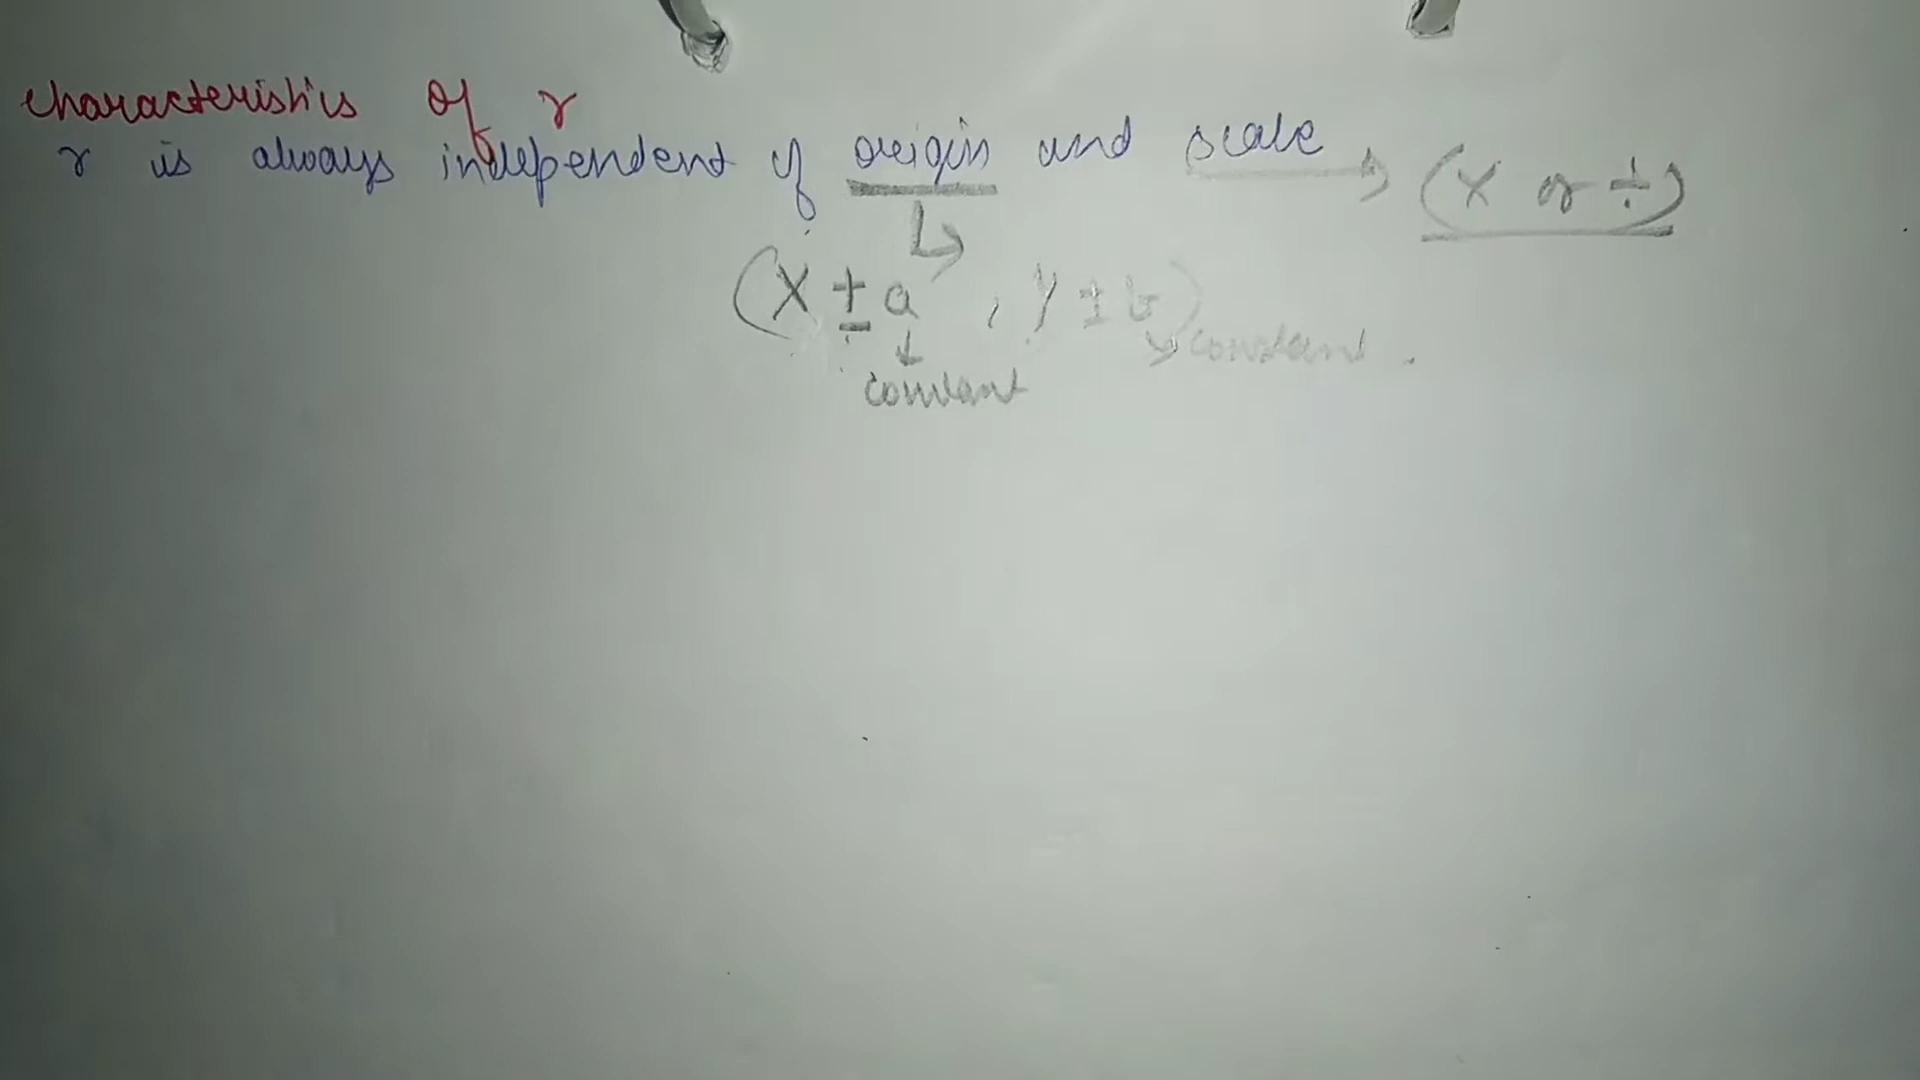 characteristics of r
r is always independent of origin and scale → (× or ÷)
↳
(X ± a , Y ± b)
↓ ↘ constant.
constant